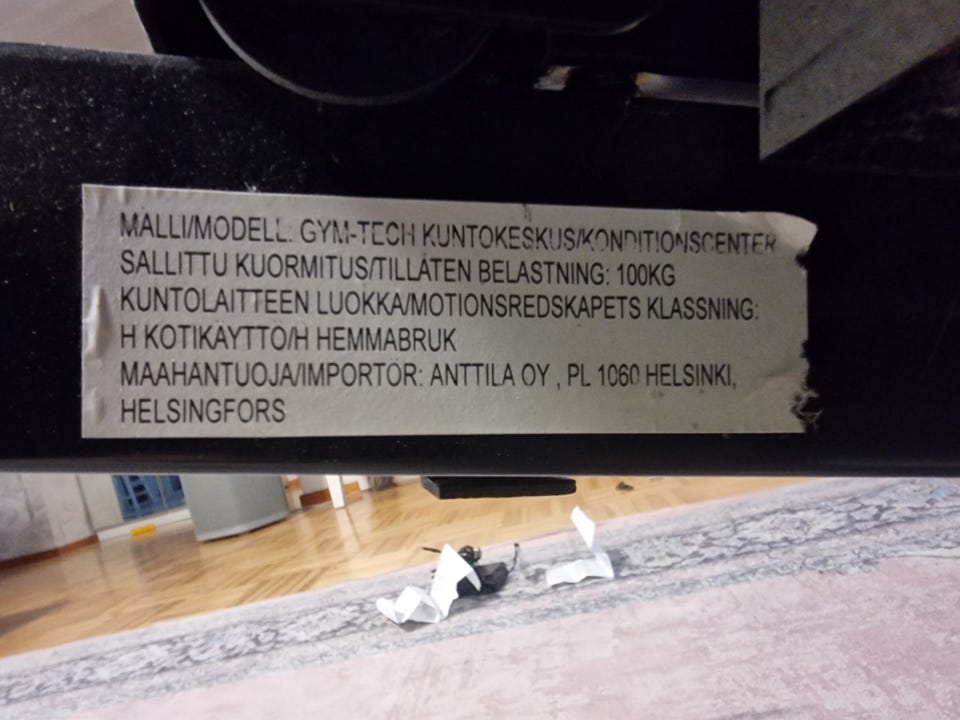 MALLI/MODELL: GYM-TECH KUNTOKESKUS/KONDITIONSCENTER
SALLITTU KUORMITUS/TILLÅTEN BELASTNING: 100KG
KUNTOLAITTEEN LUOKKA/MOTIONSREDSKAPETS KLASSNING:
H KOTIKÄYTTÖ/H HEMMABRUK
MAAHANTUOJA/IMPORTÖR: ANTTILA OY , PL 1060 HELSINKI,
HELSINGFORS